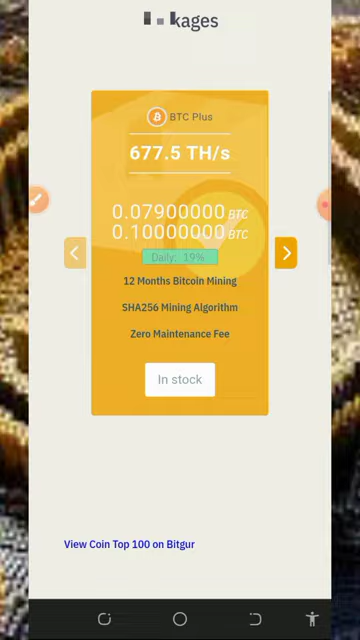 kages
BTC Plus
677.5 TH/s
0.07900000 BTC
0.10000000 BTC
Daily: 19%
12 Months Bitcoin Mining
SHA256 Mining Algorithm
Zero Maintenance Fee
In stock
View Coin Top 100 on Bitgur